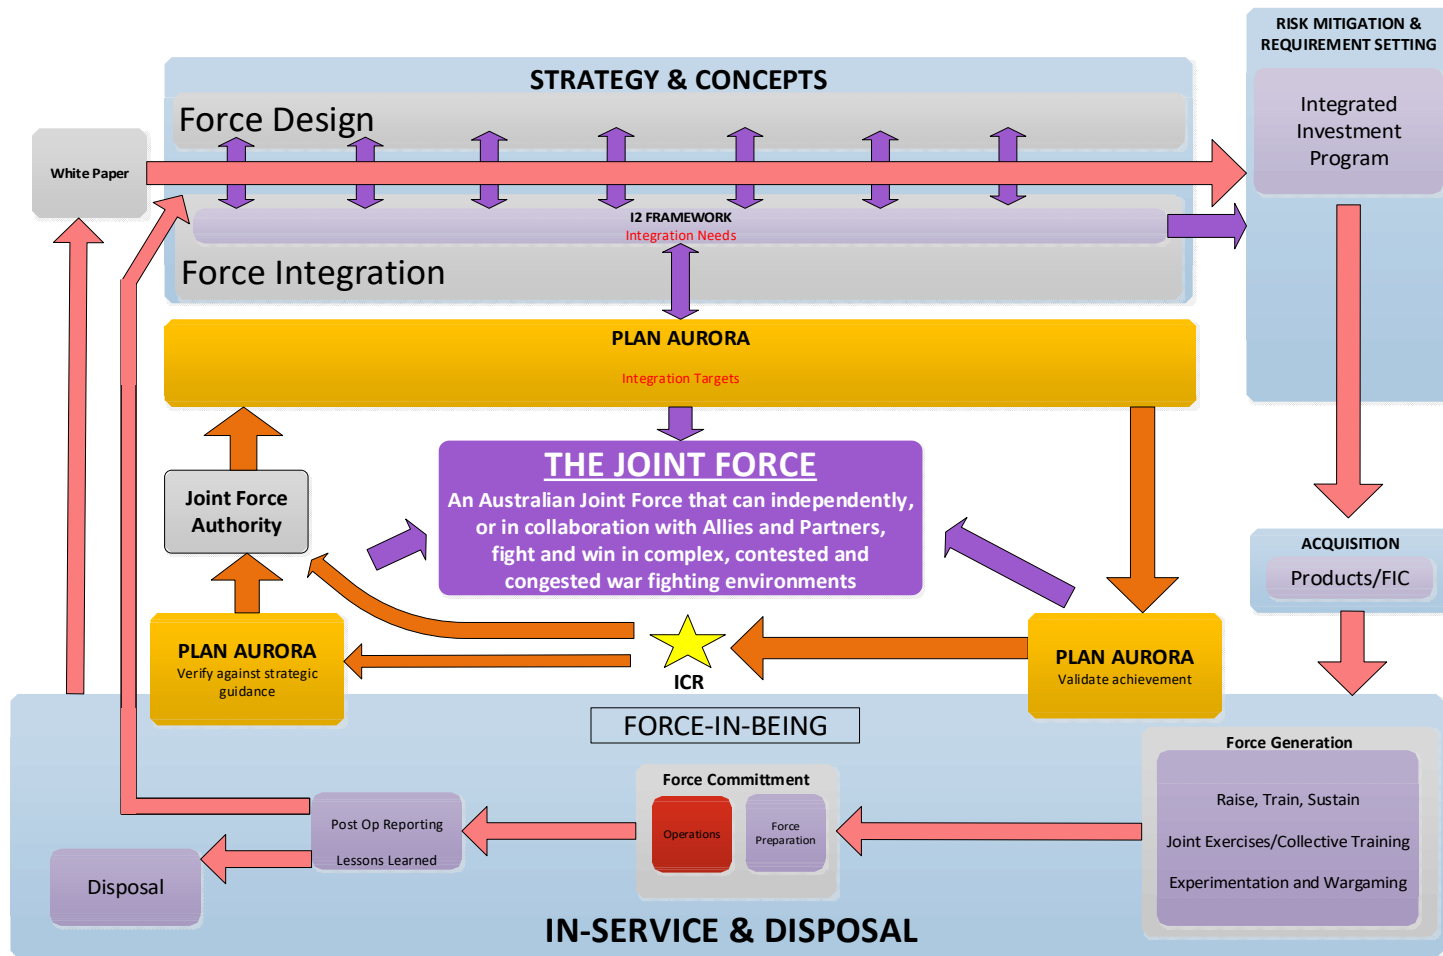 RISK MITIGATION &
REQUIREMENT SETTING
Integrated
Investment
Program
STRATEGY & CONCEPTS
Force Design
White Paper
I2 FRAMEWORK
Integration Needs
Force Integration
PLAN AURORA
Integration Targets
THE JOINT FORCE
An Australian Joint Force that can independently,
or in collaboration with Allies and Partners,
fight and win in complex, contested and
congested war fighting environments
Joint Force
Authority
ACQUISITION
Products/FIC
PLAN AURORA
Verify against strategic
guidance
ICR
PLAN AURORA
Validate achievement
FORCE-IN-BEING
Force Generation
Raise, Train, Sustain
Joint Exercises/Collective Training
Experimentation and Wargaming
Force Committment
Operations
Force
Preparation
Post Op Reporting
Lessons Learned
Disposal
IN-SERVICE & DISPOSAL